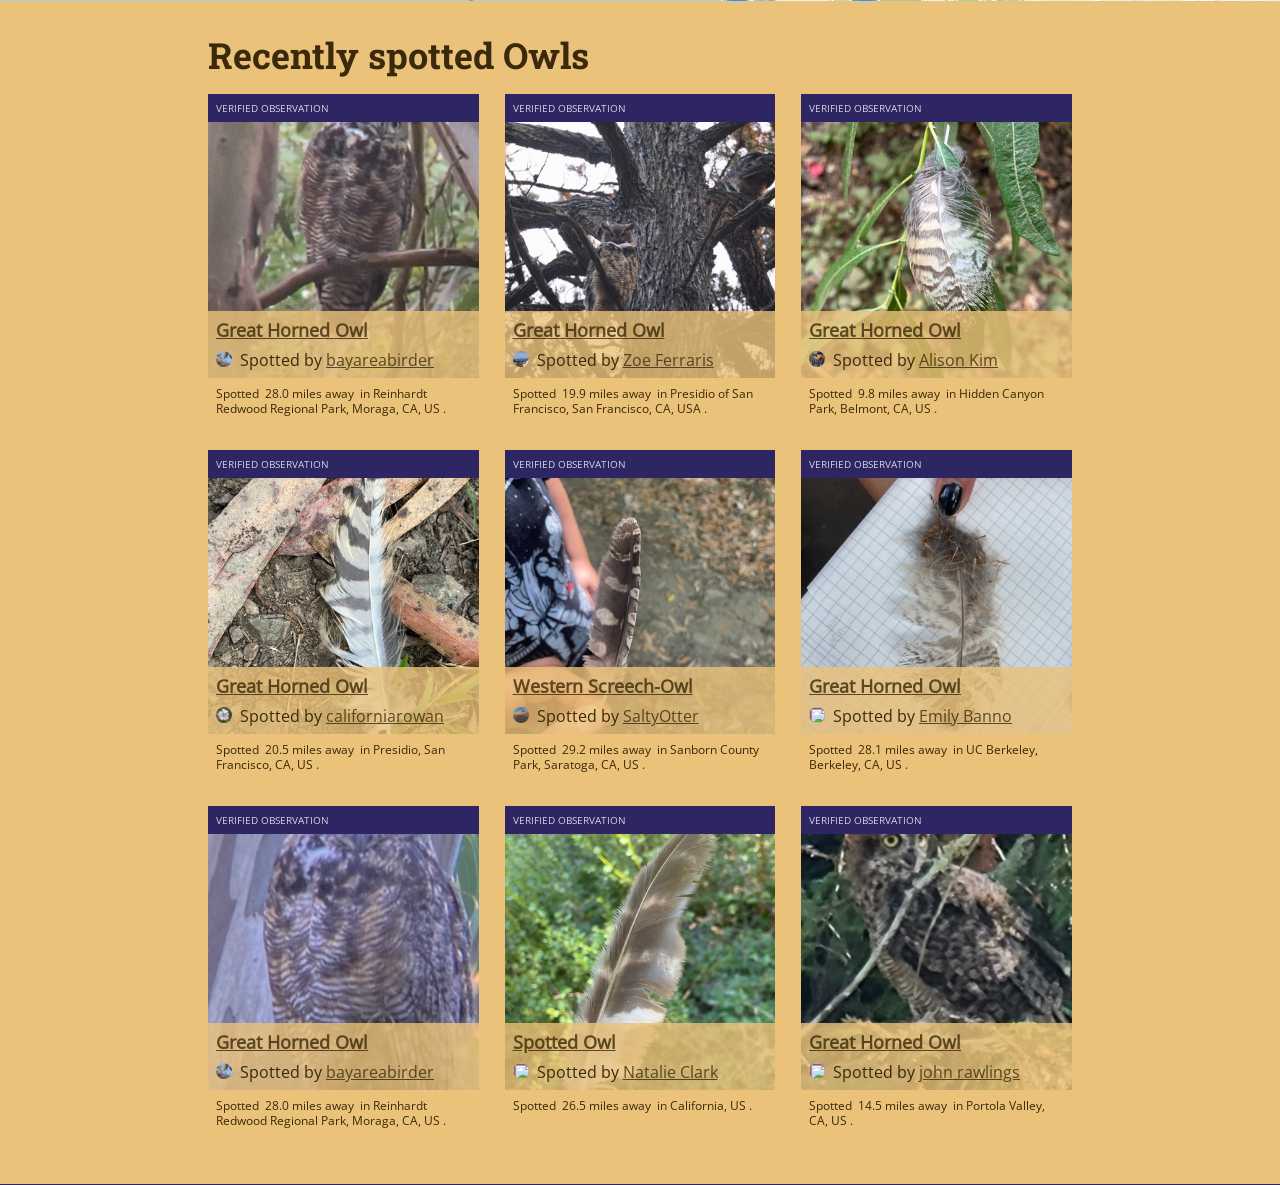 Recently spotted Owls
VERIFIED OBSERVATION
Great Horned Owl
Spotted by bayareabirder
Spotted 28.0 miles away in Reinhardt
Redwood Regional Park, Moraga, CA, US .
VERIFIED OBSERVATION
Great Horned Owl
Spotted by Zoe Ferraris
Spotted 19.9 miles away in Presidio of San
Francisco, San Francisco, CA, USA .
VERIFIED OBSERVATION
Great Horned Owl
Spotted by Alison Kim
Spotted 9.8 miles away in Hidden Canyon
Park, Belmont, CA, US .
VERIFIED OBSERVATION
Great Horned Owl
Spotted by californiarowan
Spotted 20.5 miles away in Presidio, San
Francisco, CA, US .
VERIFIED OBSERVATION
Western Screech-Owl
Spotted by SaltyOtter
Spotted 29.2 miles away in Sanborn County
Park, Saratoga, CA, US .
VERIFIED OBSERVATION
Great Horned Owl
Spotted by Emily Banno
Spotted 28.1 miles away in UC Berkeley,
Berkeley, CA, US .
VERIFIED OBSERVATION
Great Horned Owl
Spotted by bayareabirder
Spotted 28.0 miles away in Reinhardt
Redwood Regional Park, Moraga, CA, US .
VERIFIED OBSERVATION
Spotted Owl
Spotted by Natalie Clark
Spotted 26.5 miles away in California, US .
VERIFIED OBSERVATION
Great Horned Owl
Spotted by john rawlings
Spotted 14.5 miles away in Portola Valley,
CA, US .